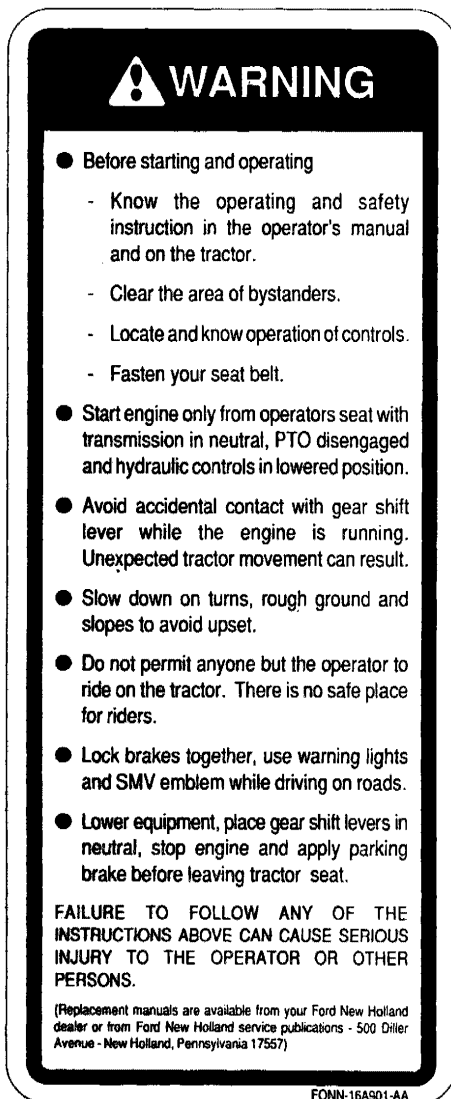 WARNING
● Before starting and operating
- Know the operating and safety
instruction in the operator's manual
and on the tractor.
- Clear the area of bystanders.
- Locate and know operation of controls.
- Fasten your seat belt.
● Start engine only from operators seat with
transmission in neutral, PTO disengaged
and hydraulic controls in lowered position.
● Avoid accidental contact with gear shift
lever while the engine is running.
Unexpected tractor movement can result.
● Slow down on turns, rough ground and
slopes to avoid upset.
● Do not permit anyone but the operator to
ride on the tractor. There is no safe place
for riders.
● Lock brakes together, use warning lights
and SMV emblem while driving on roads.
● Lower equipment, place gear shift levers in
neutral, stop engine and apply parking
brake before leaving tractor seat.
FAILURE TO FOLLOW ANY OF THE
INSTRUCTIONS ABOVE CAN CAUSE SERIOUS
INJURY TO THE OPERATOR OR OTHER
PERSONS.
(Replacement manuals are available from your Ford New Holland
dealer or from Ford New Holland service publications - 500 Diller
Avenue - New Holland, Pennsylvania 17557)
FONN-16A901-AA